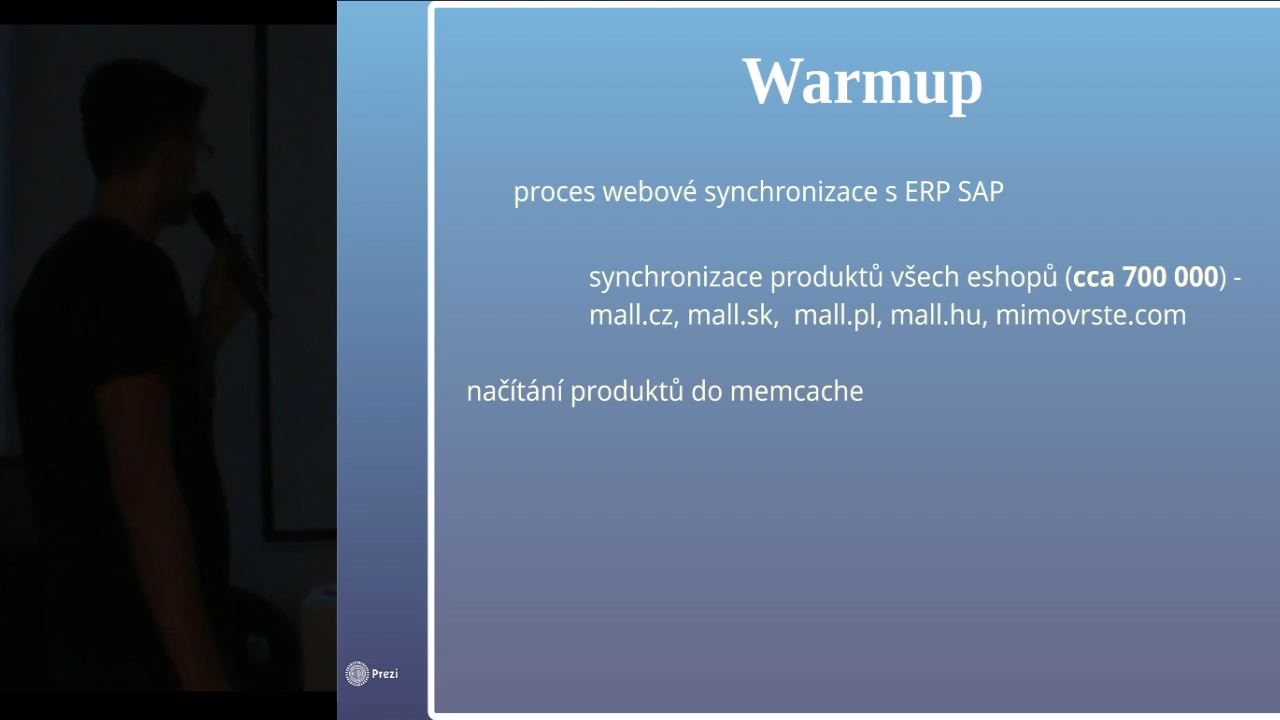 Warmup
proces webové synchronizace s ERP SAP
synchronizace produktů všech eshopů (cca 700 000) -
mall.cz, mall.sk,  mall.pl, mall.hu, mimovrste.com
načítání produktů do memcache
Prezi